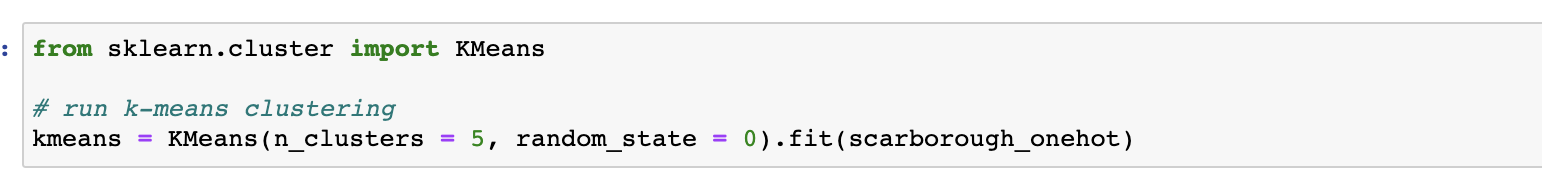 :
from sklearn.cluster import KMeans
# run k-means clustering
kmeans = KMeans(n_clusters = 5, random_state = 0).fit(scarborough_onehot)